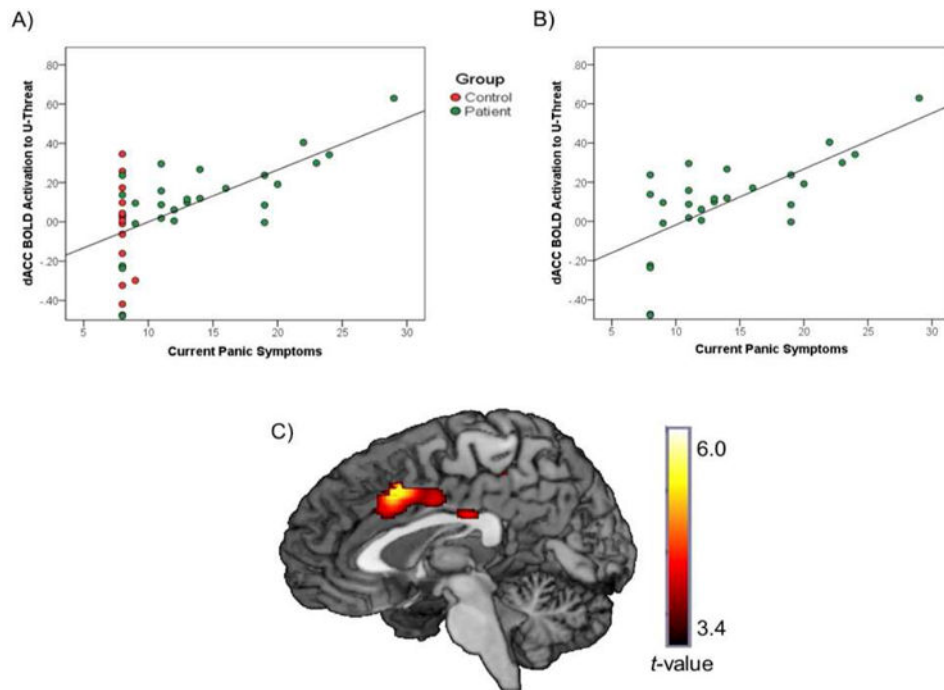 A)
B)
.80
.60
.40
.20
.00
-.20
-.40
dACC BOLD Activation to U-Threat
5 10 15 20 25 30
Current Panic Symptoms
Group
Control
Patient
.80
.60
.40
.20
.00
-.20
-.40
dACC BOLD Activation to U-Threat
5 10 15 20 25 30
Current Panic Symptoms
C)
6.0
3.4
t-value